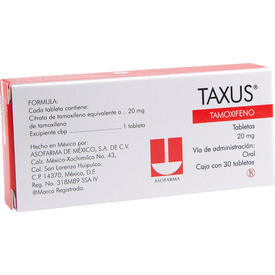 FORMULA:
Cada tableta contiene:
Citrato de tamoxifeno equivalente a .. 20 mg
de tamoxifeno
Excipiente cbp ........................ 1 tabletas
Hecho en México por:
ASOFARMA DE MÉXICO, S.A. DE C.V.
Calz. México-Xochimilco No. 43,
Col. San Lorenzo Huipulco,
C.P. 14370, México, D.F.
Reg. No. 318M89 SSA IV
®Marca Registrada.
TAXUS®
TAMOXIFENO
Tabletas
20 mg
Vía de administración:
Oral
Caja con 30 tabletas
ASOFARMA